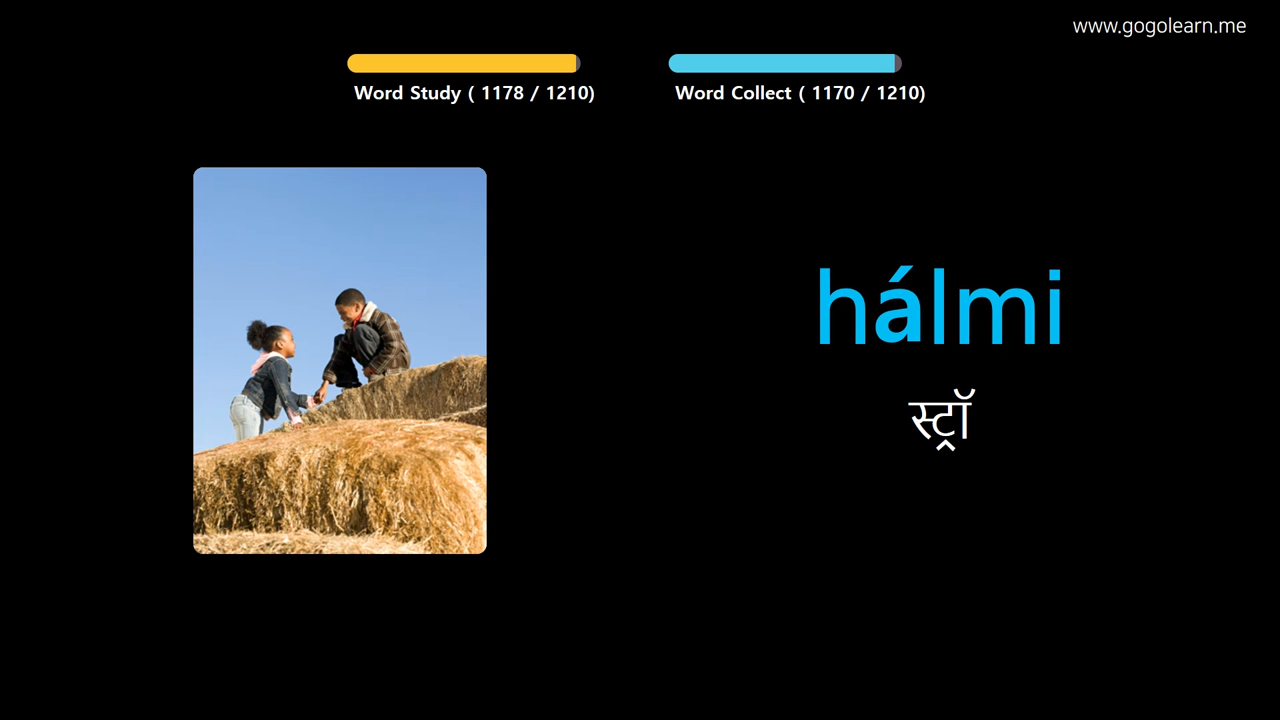 www.gogolearn.me
Word Study ( 1178 / 1210)
Word Collect ( 1170 / 1210)
hálmi
स्ट्रॉ